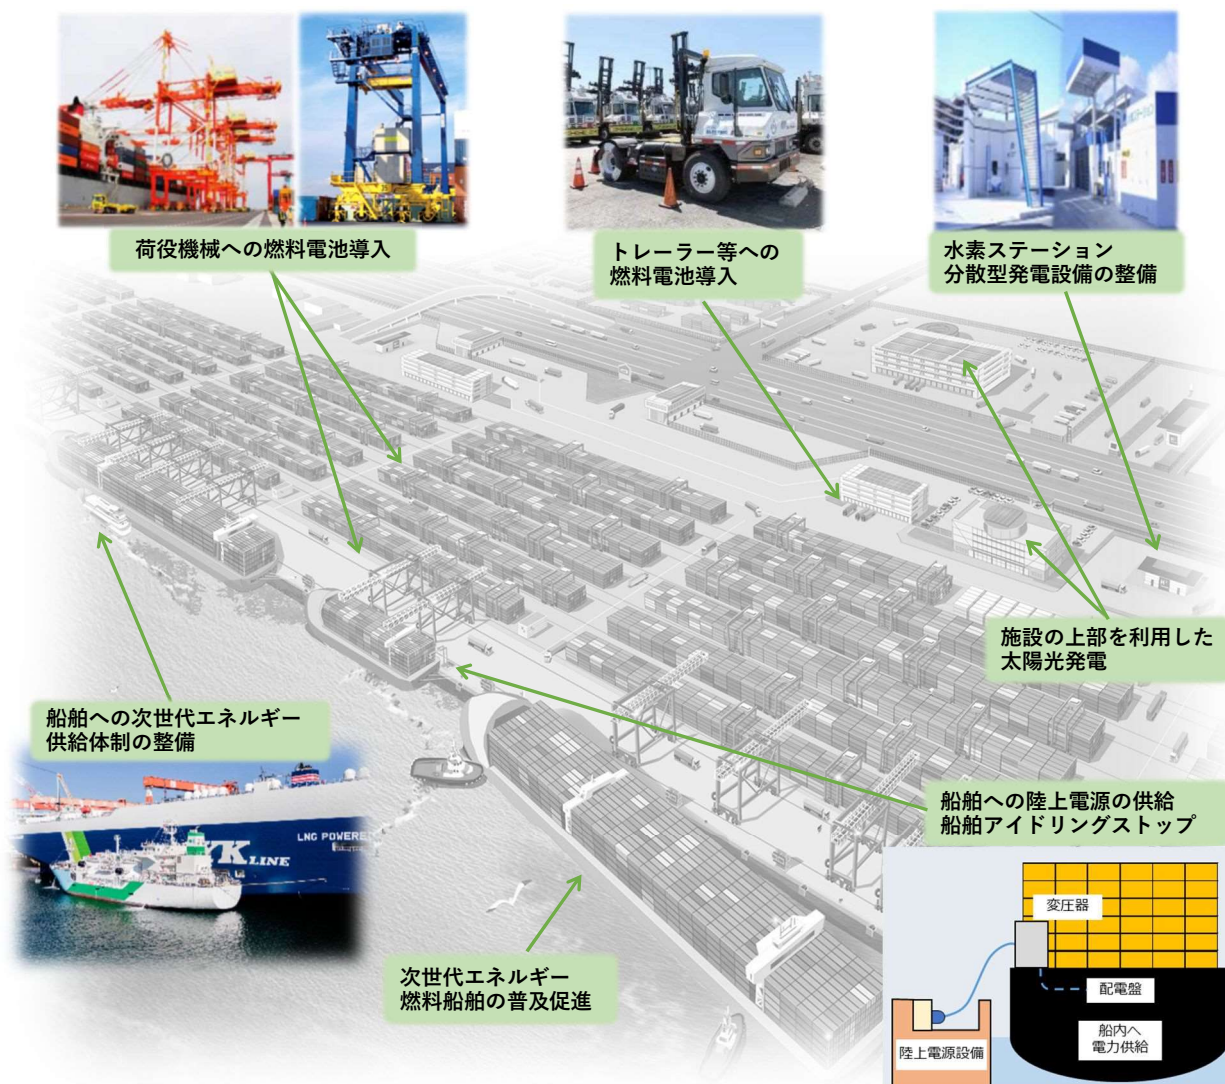 荷役機械への燃料電池導入
トレーラー等への
燃料電池導入
水素ステーション
分散型発電設備の整備
施設の上部を利用した
太陽光発電
船舶への次世代エネルギー
供給体制の整備
LNG POWERE
YK LINE
船舶への陸上電源の供給
船舶アイドリングストップ
次世代エネルギー
燃料船舶の普及促進
変圧器
配電盤
船内へ
電力供給
陸上電源設備